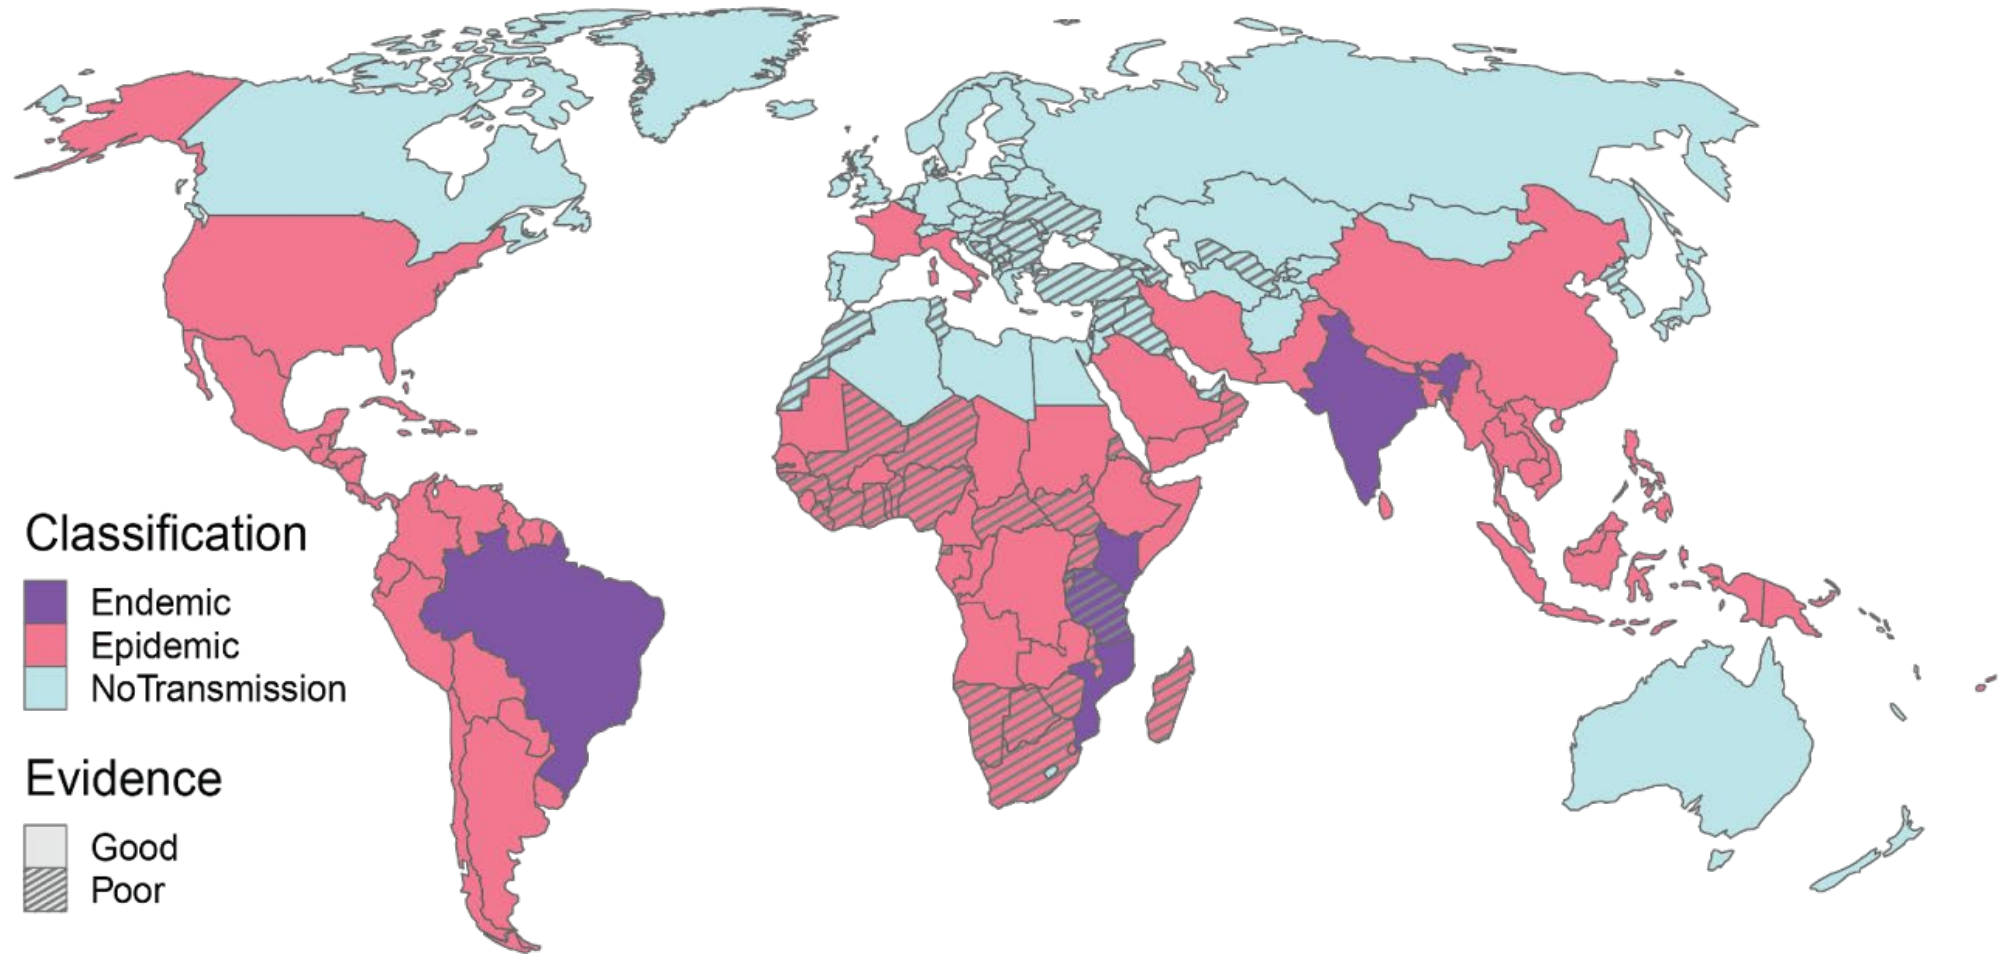 Classification
Endemic
Epidemic
NoTransmission
Evidence
Good
Poor